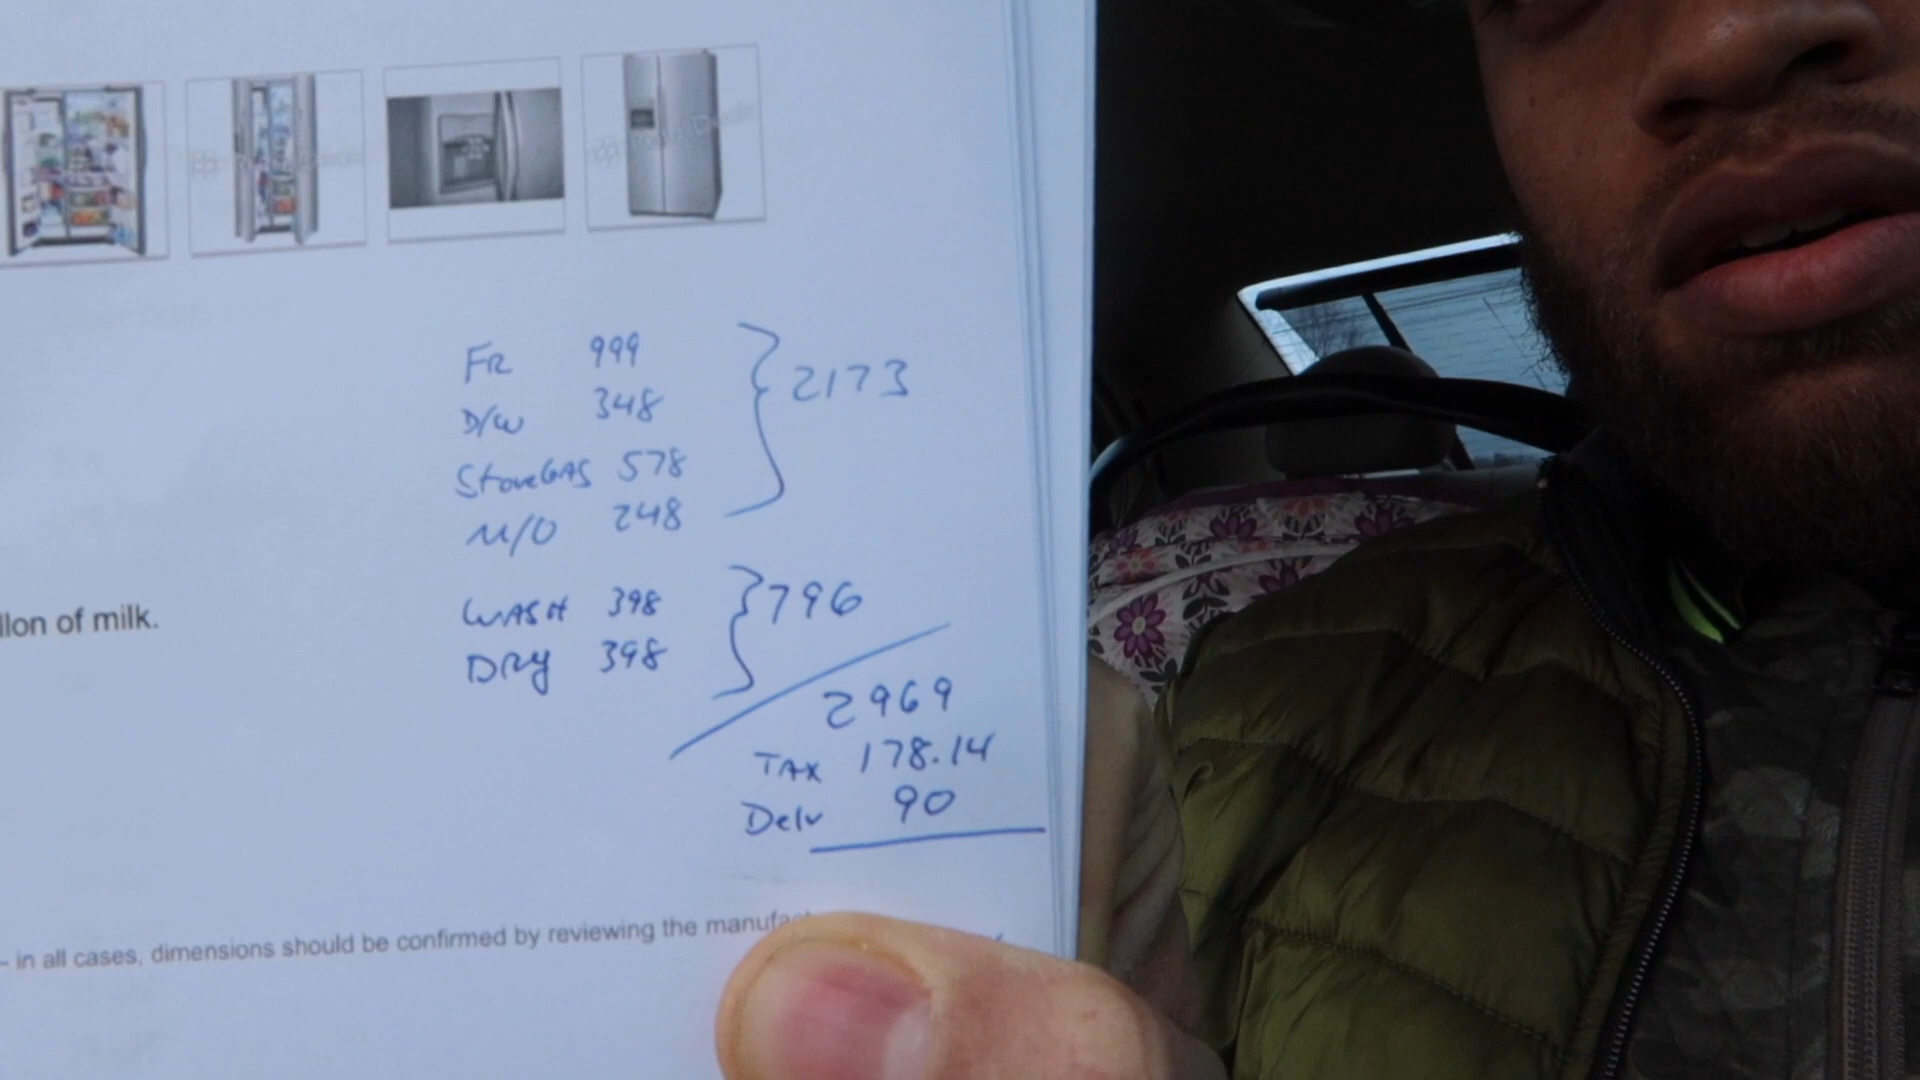 FR 999
D/W 348
StoveGAS 578
M/O 248
2173
WASH 398
DRY 398
796
2969
TAX 178.14
Delv 90
llon of milk.
- in all cases, dimensions should be confirmed by reviewing the manufact